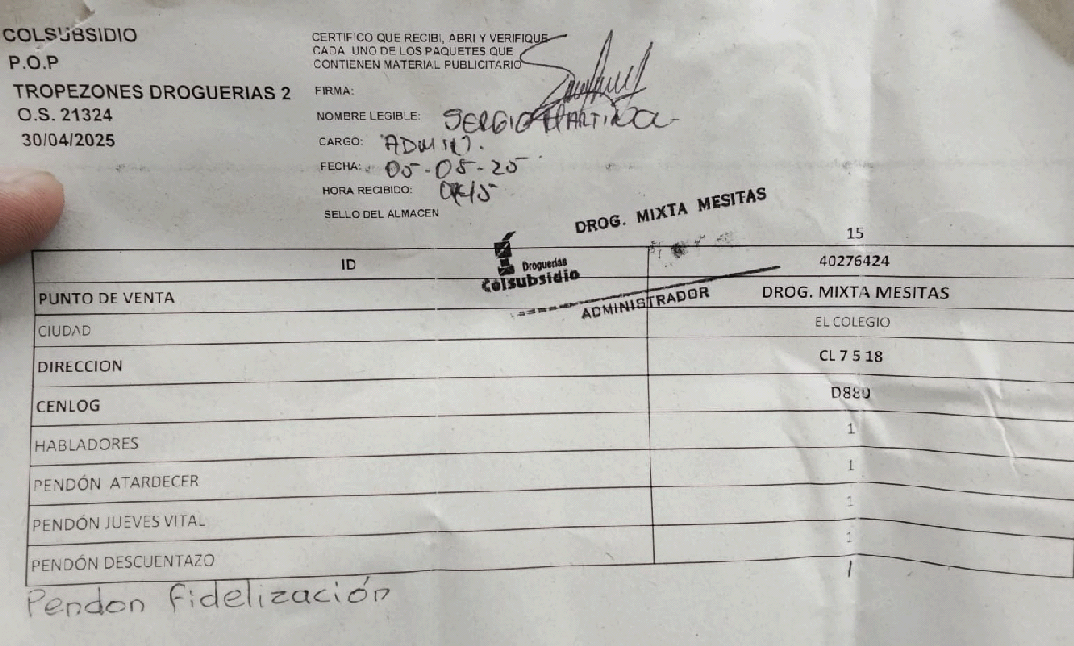 COLSUBSIDIO
P.O.P
TROPEZONES DROGUERIAS 2
O.S. 21324
30/04/2025
CERTIFICO QUE RECIBI, ABRI Y VERIFIQUE
CADA UNO DE LOS PAQUETES QUE
CONTIENEN MATERIAL PUBLICITARIO
FIRMA:
NOMBRE LEGIBLE: SERGIO
CARGO:
FECHA: 05-05-25
HORA RECIBIDO:
SELLO DEL ALMACEN
DROG. MIXTA MESITAS
Droguerías
Colsubsidio
ADMINISTRADOR
15
ID 40276424
PUNTO DE VENTA DROG. MIXTA MESITAS
CIUDAD EL COLEGIO
DIRECCION CL 7 5 18
CENLOG D880
HABLADORES 1
PENDÓN ATARDECER 1
PENDÓN JUEVES VITAL 1
PENDÓN DESCUENTAZO 1
Pendon fidelización 1